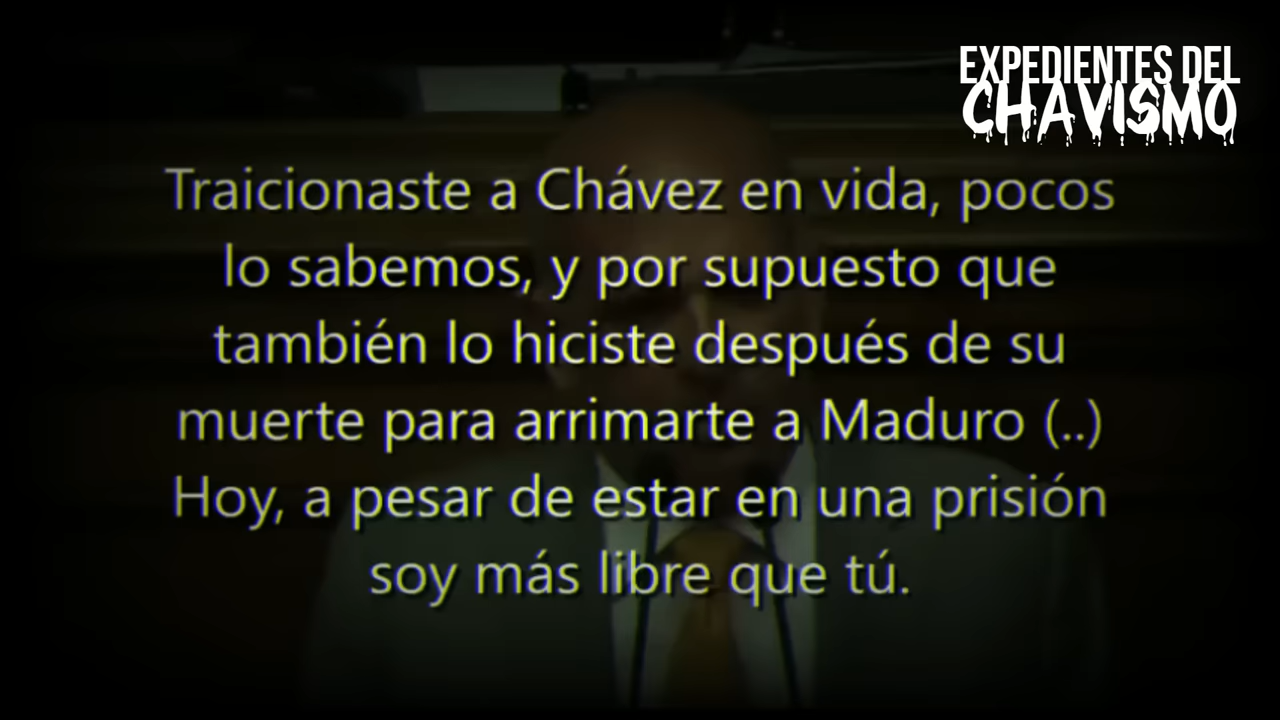 EXPEDIENTES DEL
CHAVISMO
Traicionaste a Chávez en vida, pocos
lo sabemos, y por supuesto que
también lo hiciste después de su
muerte para arrimarte a Maduro (..)
Hoy, a pesar de estar en una prisión
soy más libre que tú.